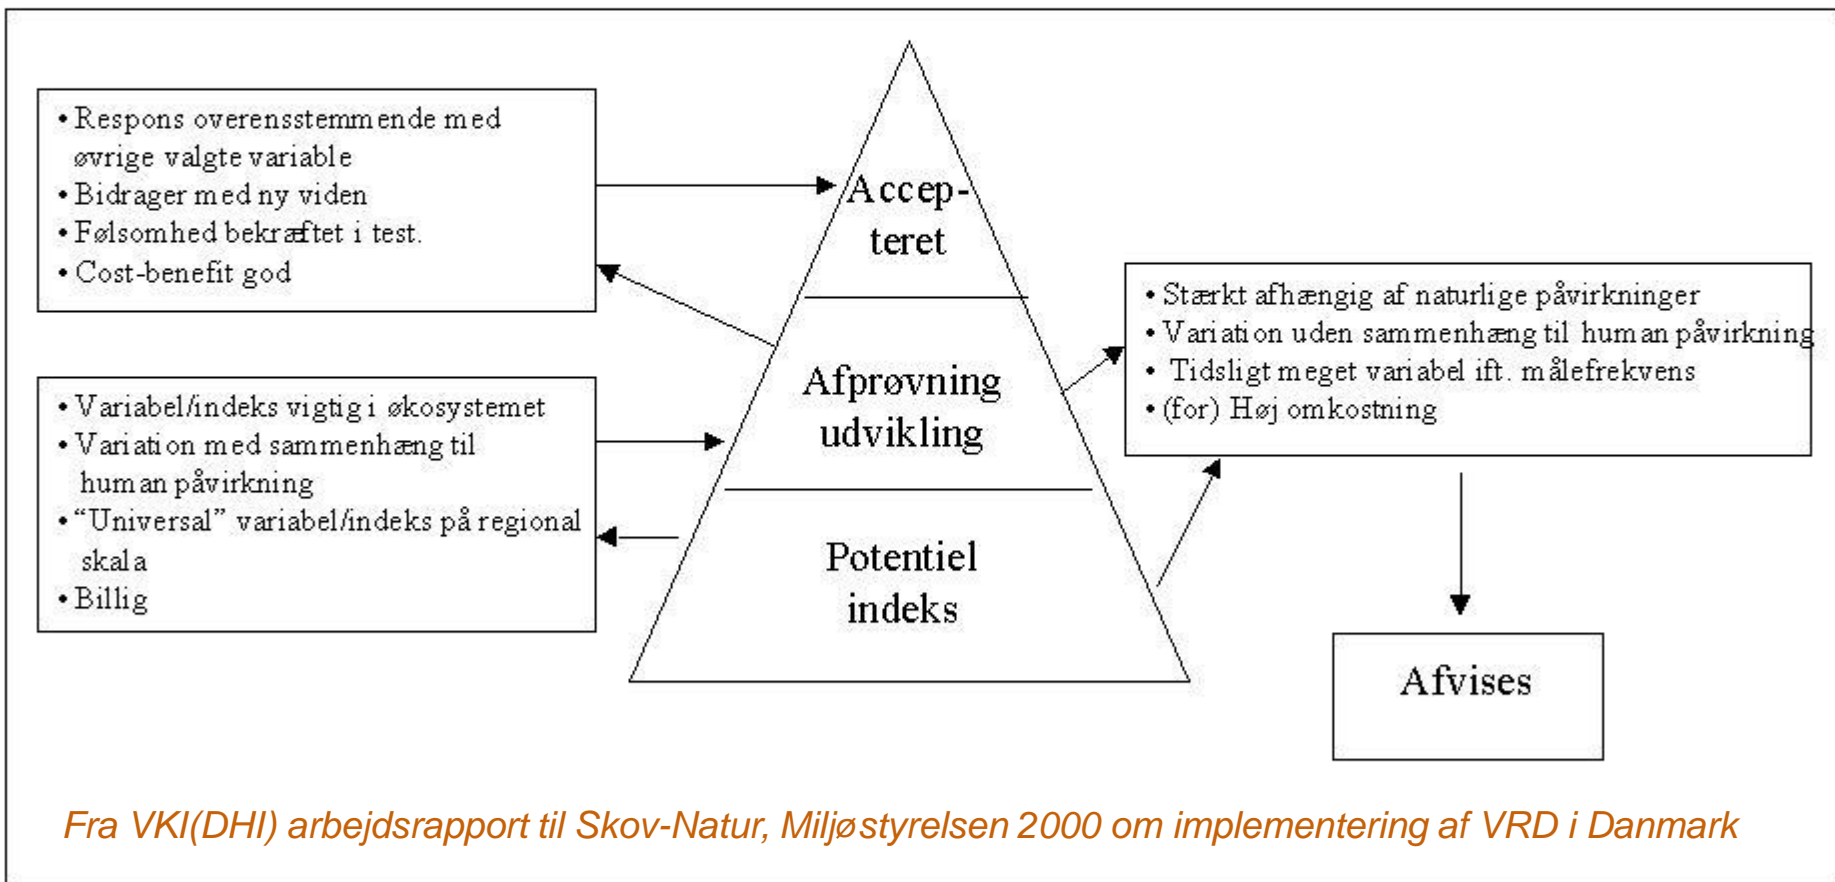 • Respons overensstemmende med
øvrige valgte variable
• Bidrager med ny viden
• Følsomhed bekræftet i test.
• Cost-benefit god
• Variabel/indeks vigtig i økosystemet
• Variation med sammenhæng til
human påvirkning
• “Universal” variabel/indeks på regional
skala
• Billig
Accep-
teret
Afprøvning
udvikling
Potentiel
indeks
• Stærkt afhængig af naturlige påvirkninger
• Variation uden sammenhæng til human påvirkning
• Tidsligt meget variabel ift. målefrekvens
• (for) Høj omkostning
Afvises
Fra VKI(DHI) arbejdsrapport til Skov-Natur, Miljøstyrelsen 2000 om implementering af VRD i Danmark